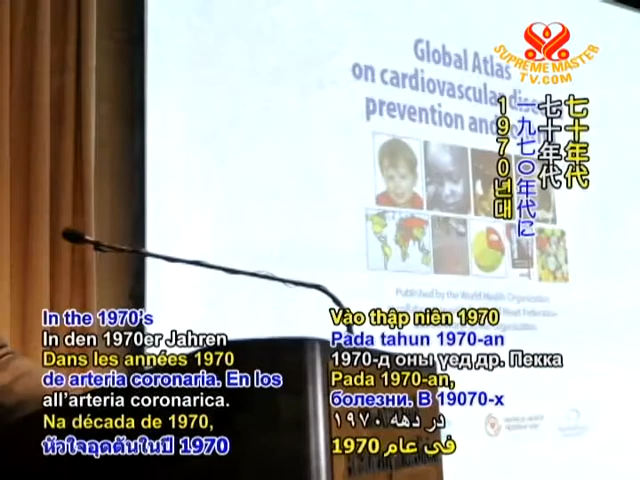 SUPREME MASTER
TV.COM
Global Atlas
on cardiovascular
prevention and
Published by the World Health Organization
七十年代
七十年代
一九七〇年代に
1970년대
In the 1970's
In den 1970er Jahren
Dans les années 1970
de arteria coronaria. En los
all'arteria coronarica.
Na década de 1970,
หัวใจอุดตันในปี 1970
Vào thập niên 1970
Pada tahun 1970-an
1970-д оны үед др. Пекка
Pada 1970-an,
болезни. В 19070-х
در دهه ۱۹۷۰
في عام 1970